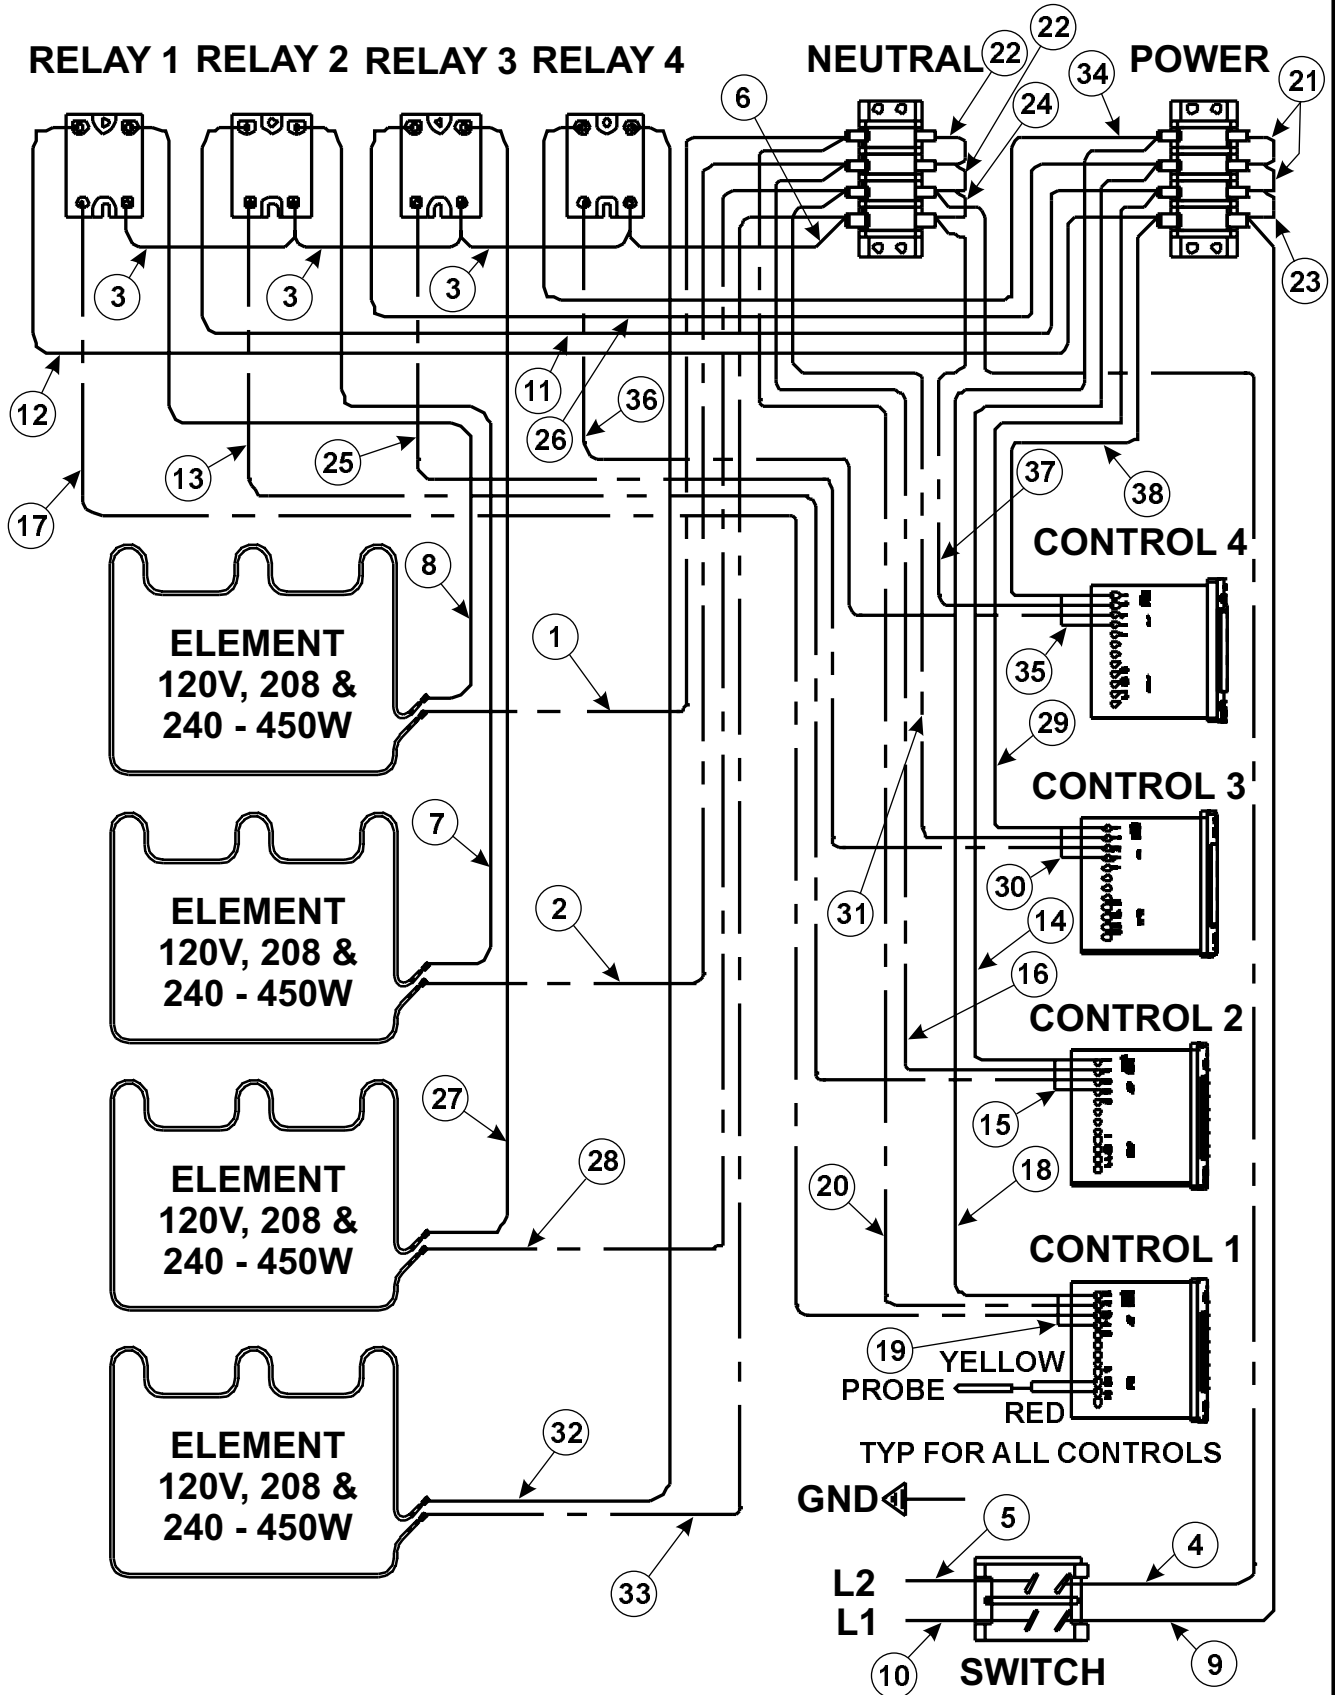 RELAY 1 RELAY 2 RELAY 3 RELAY 4 NEUTRAL POWER
22
22
34
21
6
24
3
3
3
23
12
11
26
36
13
25
17
37
38
CONTROL 4
8
ELEMENT
120V, 208 &
240 - 450W
1
35
29
CONTROL 3
7
ELEMENT
120V, 208 &
240 - 450W
2
30
31
14
16
CONTROL 2
27
ELEMENT
120V, 208 &
240 - 450W
28
15
20
18
CONTROL 1
19
YELLOW
PROBE
RED
TYP FOR ALL CONTROLS
ELEMENT
120V, 208 &
240 - 450W
32
33
GND
5
4
L2
L1
10
9
SWITCH